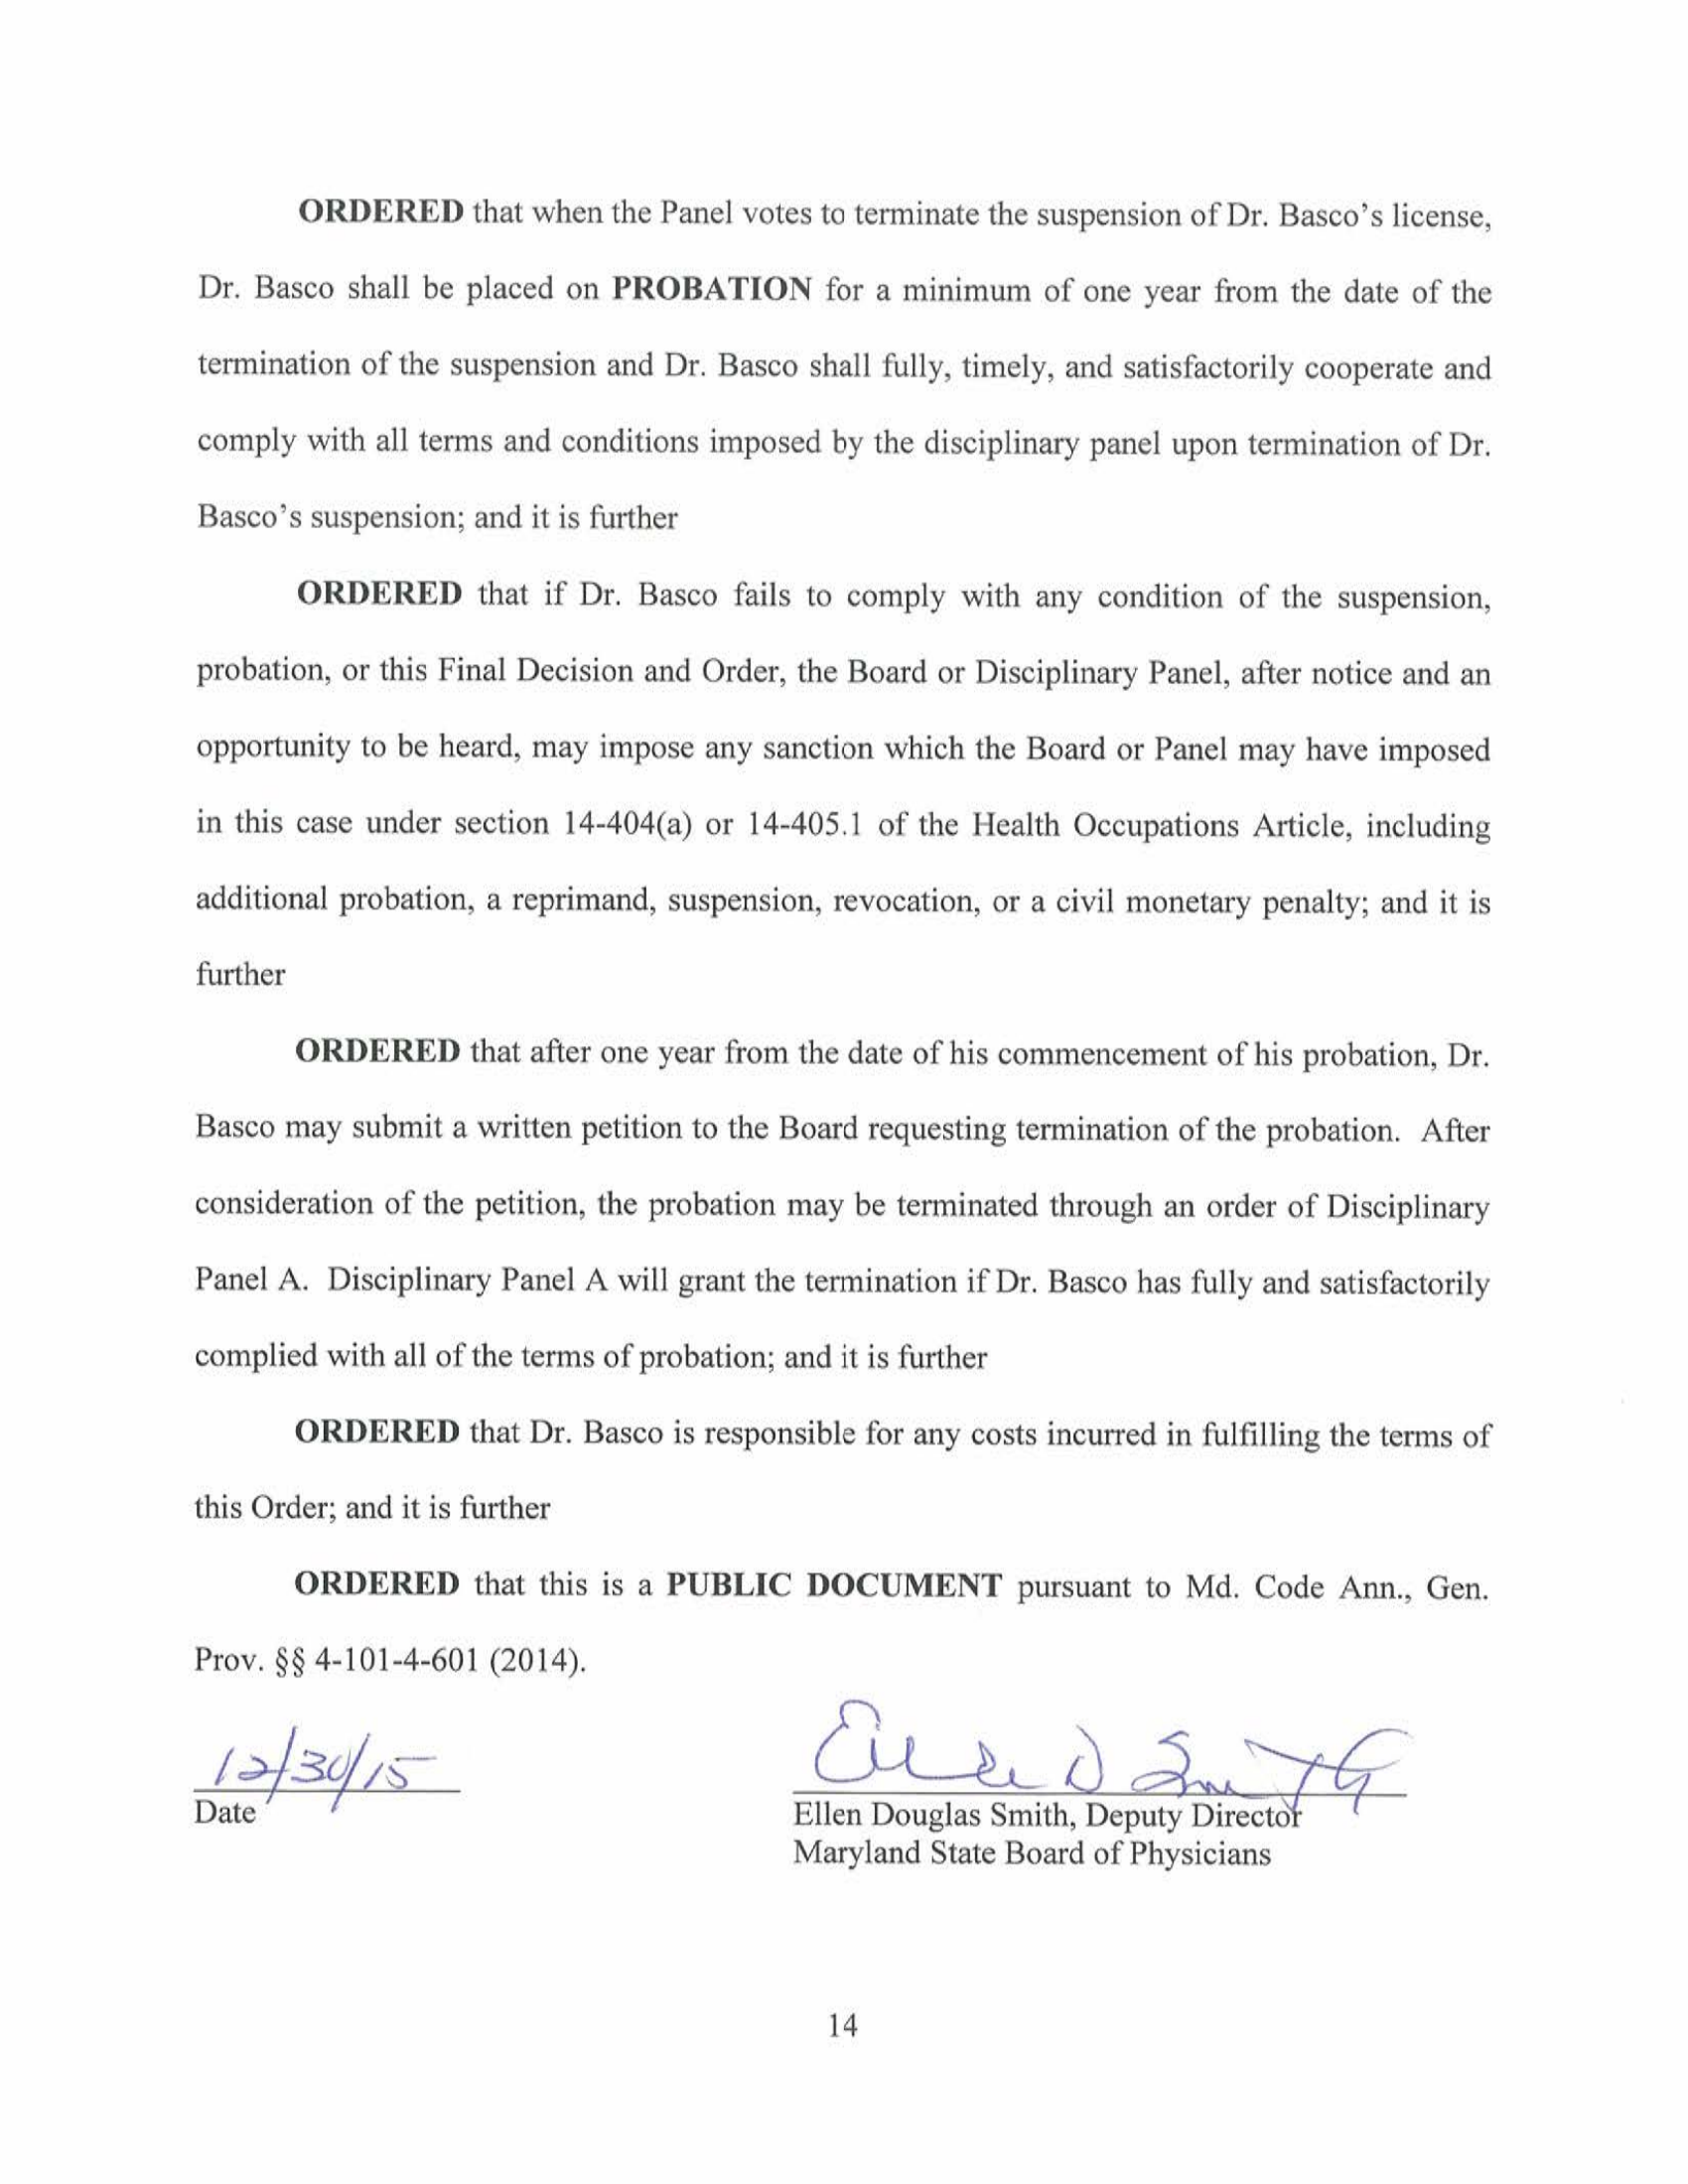 ORDERED that when the Panel votes to terminate the suspension of Dr. Basco's license,
Dr. Basco shall be placed on PROBATION for a minimum of one year from the date of the
termination of the suspension and Dr. Basco shall fully, timely, and satisfactorily cooperate and
comply with all terms and conditions imposed by the disciplinary panel upon termination of Dr.
Basco's suspension; and it is further
ORDERED that if Dr. Basco fails to comply with any condition of the suspension,
probation, or this Final Decision and Order, the Board or Disciplinary Panel, after notice and an
opportunity to be heard, may impose any sanction which the Board or Panel may have imposed
in this case under section 14-404(a) or 14-405.1 of the Health Occupations Article, including
additional probation, a reprimand, suspension, revocation, or a civil monetary penalty; and it is
further
ORDERED that after one year from the date of his commencement of his probation, Dr.
Basco may submit a written petition to the Board requesting termination of the probation. After
consideration of the petition, the probation may be terminated through an order of Disciplinary
Panel A. Disciplinary Panel A will grant the termination if Dr. Basco has fully and satisfactorily
complied with all of the terms of probation; and it is further
ORDERED that Dr. Basco is responsible for any costs incurred in fulfilling the terms of
this Order; and it is further
ORDERED that this is a PUBLIC DOCUMENT pursuant to Md. Code Ann., Gen.
Prov. §§ 4-101-4-601 (2014).
12/30/15
Date
Ellen D Smith
Ellen Douglas Smith, Deputy Director
Maryland State Board of Physicians
14